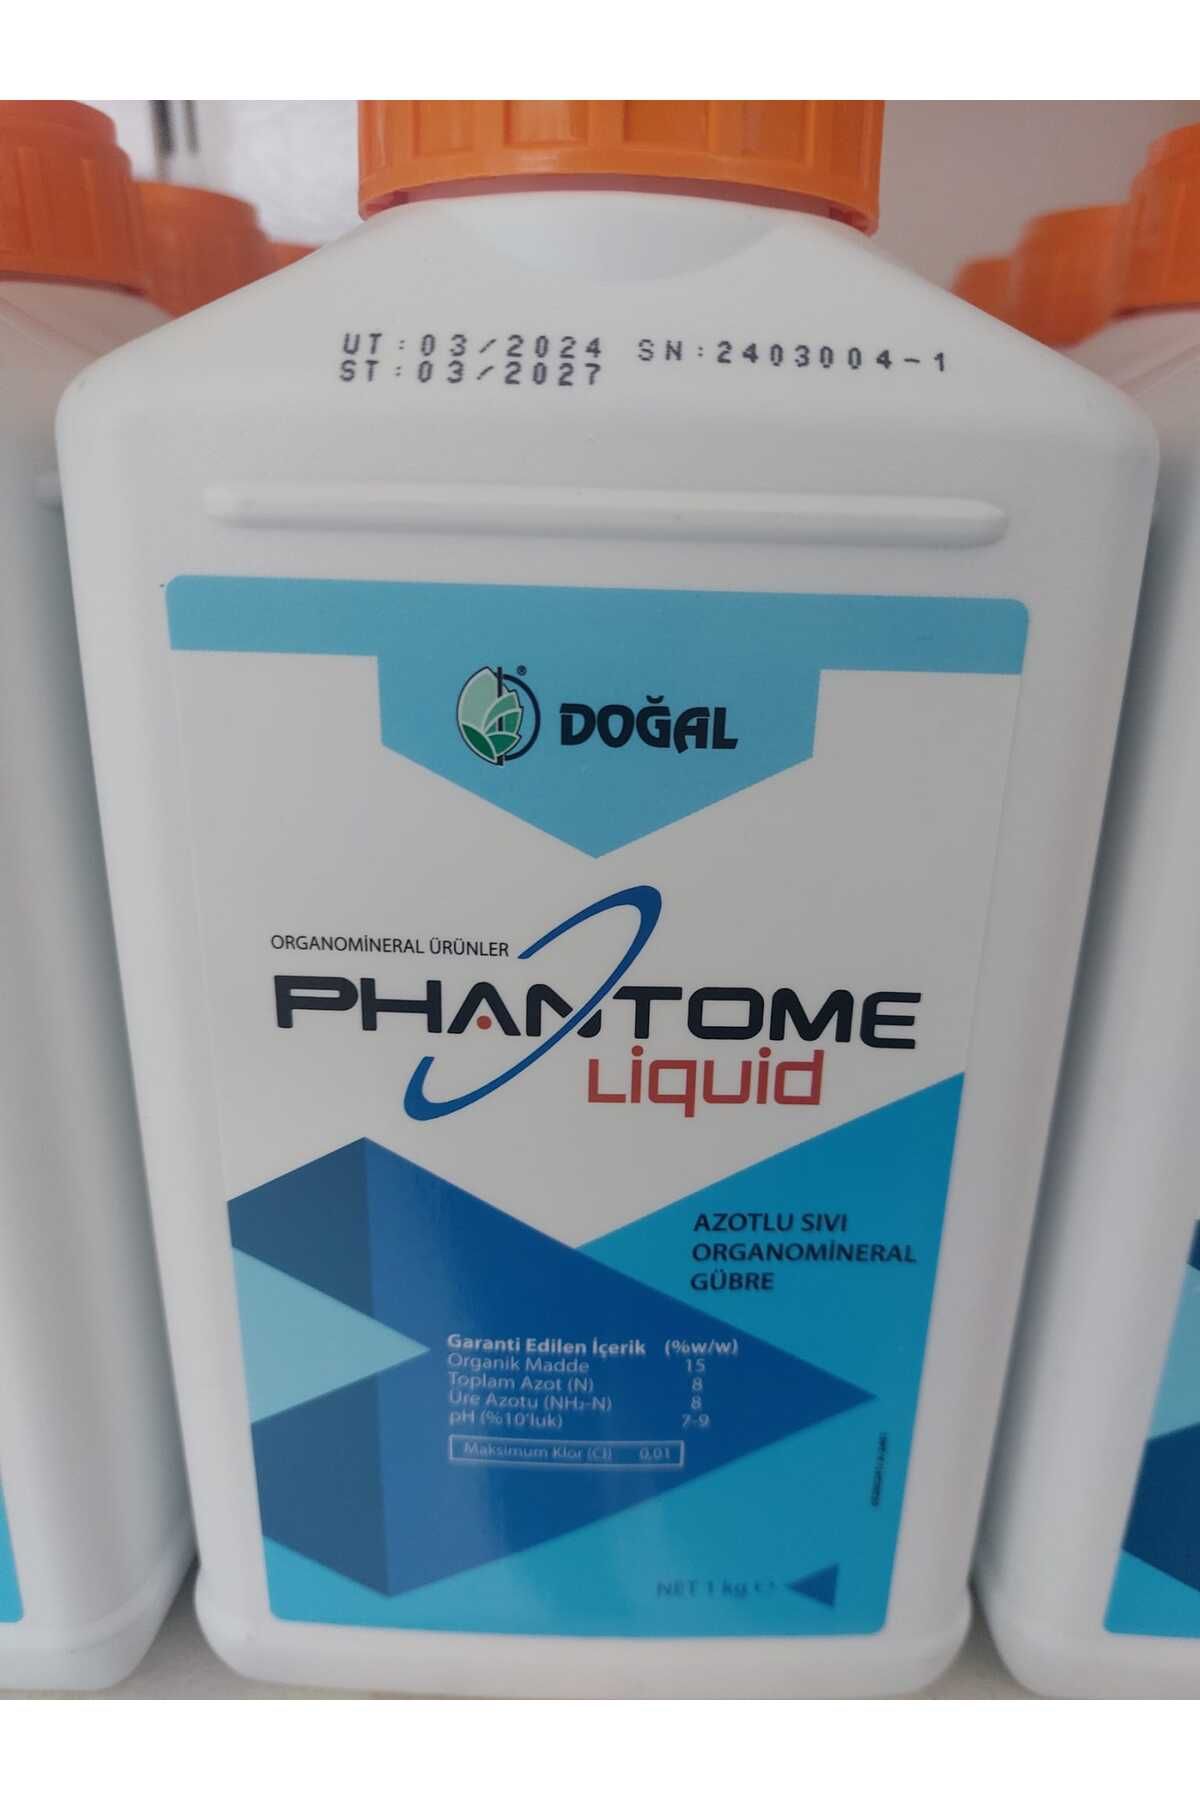 UT:03/2024 SN:2403004-1
ST:03/2027
DOĞAL
ORGANOMİNERAL ÜRÜNLER
PHANTOME
Liquid
AZOTLU SIVI
ORGANOMİNERAL
GÜBRE
Garanti Edilen İçerik (%w/w)
Organik Madde 15
Toplam Azot (N) 8
Üre Azotu (NH₂-N) 8
pH (%10'luk) 7-9
Maksimum Klor (Cl) 0,01
NET 1 kg e